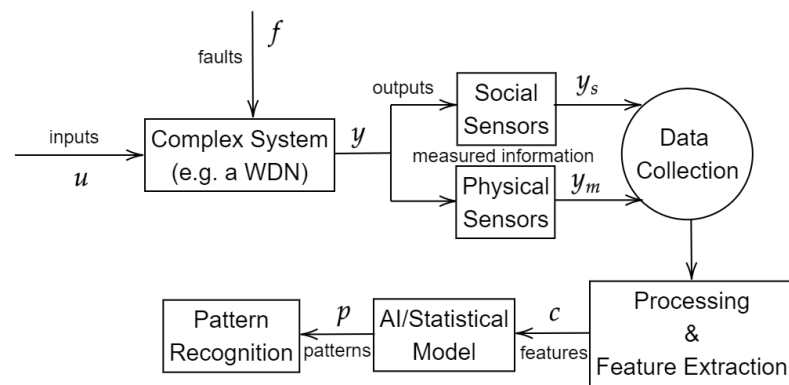 f
faults
inputs
u
Complex System
(e.g. a WDN)
y
outputs
Social
Sensors
y_s
measured information
Physical
Sensors
y_m
Data
Collection
Processing
&
Feature Extraction
c
features
AI/Statistical
Model
p
patterns
Pattern
Recognition